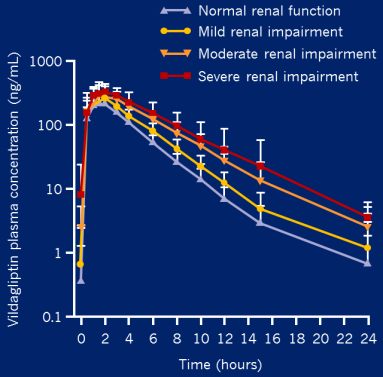 Normal renal function
Mild renal impairment
Moderate renal impairment
Severe renal impairment
Vildagliptin plasma concentration (ng/mL)
1000
100
10
1
0.1
0 2 4 6 8 10 12 14 16 18 20 22 24
Time (hours)